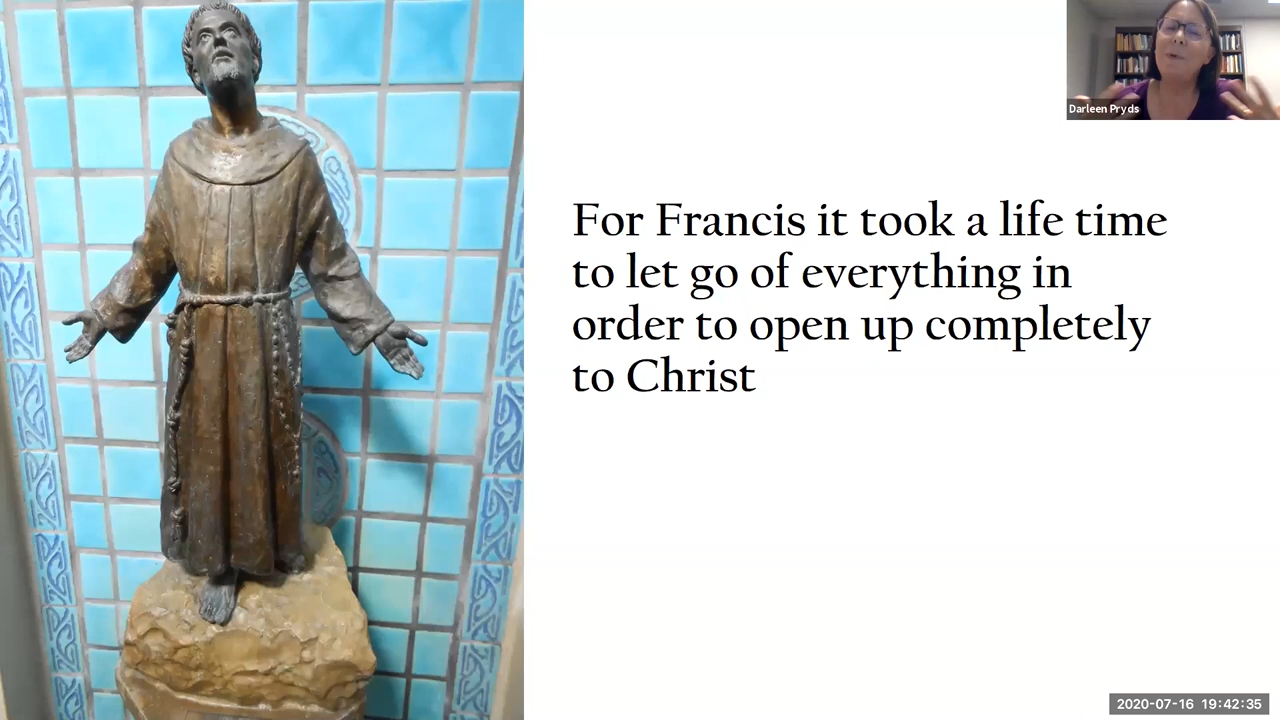 Darleen Pryds
For Francis it took a life time
to let go of everything in
order to open up completely
to Christ
2020-07-16 19:42:35